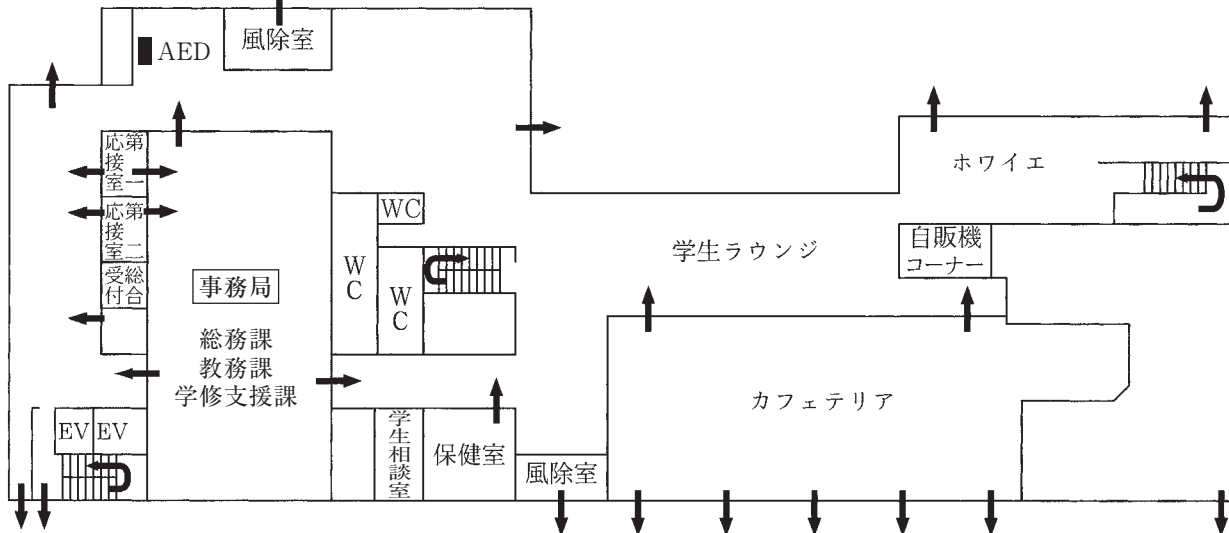 AED
風除室
第一
応接室
第二
応接室
総合
受付
事務局
総務課
教務課
学修支援課
WC
WC
WC
学生ラウンジ
ホワイエ
自販機
コーナー
カフェテリア
EV
EV
学生相談室
保健室
風除室